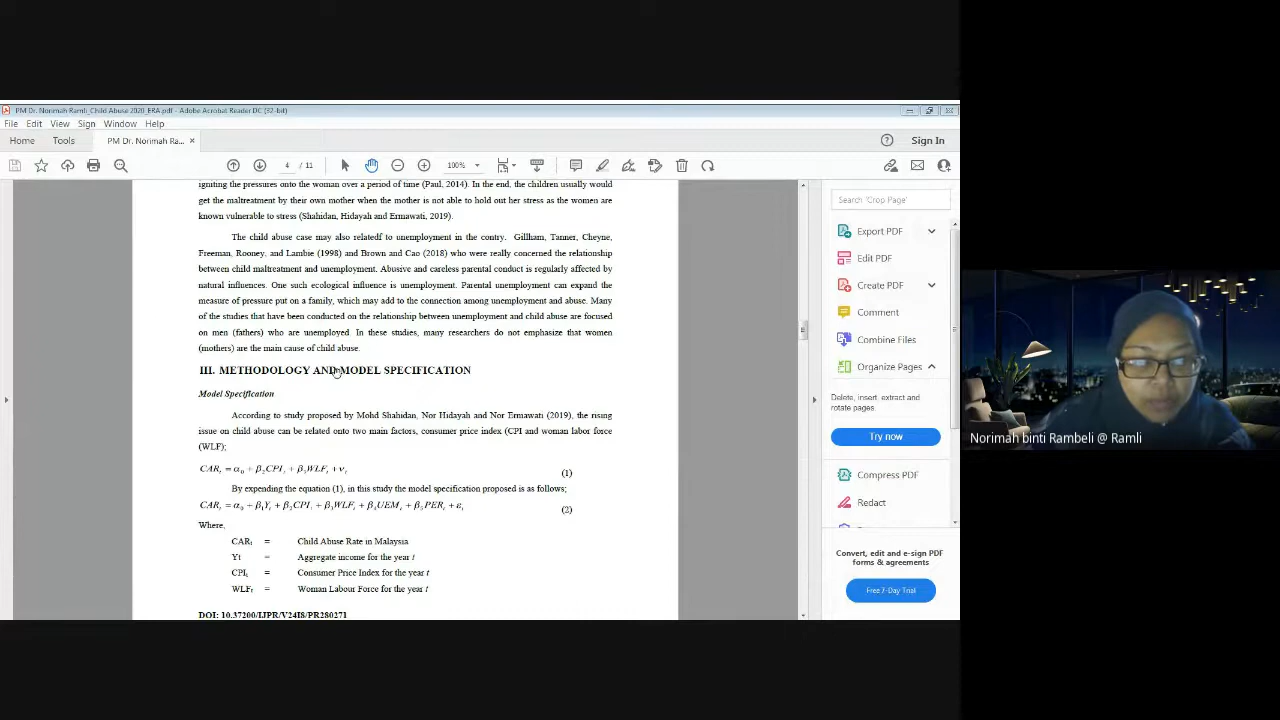 PM Dr. Norimah Ramli_Child Abuse 2020_ERA.pdf - Adobe Acrobat Reader DC (32-bit)
File Edit View Sign Window Help
Home Tools PM Dr. Norimah Ra... × Sign In
4 / 11 100%
igniting the pressures onto the woman over a period of time (Paul, 2014). In the end, the children usually would
get the maltreatment by their own mother when the mother is not able to hold out her stress as the women are
known vulnerable to stress (Shahidan, Hidayah and Ermawati, 2019).
The child abuse case may also relatedf to unemployment in the contry. Gillham, Tanner, Cheyne,
Freeman, Rooney, and Lambie (1998) and Brown and Cao (2018) who were really concerned the relationship
between child maltreatment and unemployment. Abusive and careless parental conduct is regularly affected by
natural influences. One such ecological influence is unemployment. Parental unemployment can expand the
measure of pressure put on a family, which may add to the connection among unemployment and abuse. Many
of the studies that have been conducted on the relationship between unemployment and child abuse are focused
on men (fathers) who are unemployed. In these studies, many researchers do not emphasize that women
(mothers) are the main cause of child abuse.
III. METHODOLOGY AND MODEL SPECIFICATION
Model Specification
According to study proposed by Mohd Shahidan, Nor Hidayah and Nor Ermawati (2019), the rising
issue on child abuse can be related onto two main factors, consumer price index (CPI and woman labor force
(WLF);
CARₜ = α₀ + β₂CPIₜ + β₃WLFₜ + νₜ (1)
By expending the equation (1), in this study the model specification proposed is as follows;
CARₜ = α₀ + β₁Yₜ + β₂CPIₜ + β₃WLFₜ + β₄UEMₜ + β₂PERₜ + εₜ (2)
Where,
CARₜ = Child Abuse Rate in Malaysia
Yt = Aggregate income for the year t
CPIₜ = Consumer Price Index for the year t
WLFₜ = Woman Labour Force for the year t
DOI: 10.37200/IJPR/V24I8/PR280271
Search 'Crop Page'
Export PDF
Edit PDF
Create PDF
Comment
Combine Files
Organize Pages
Delete, insert, extract and
rotate pages.
Try now
Compress PDF
Redact
Convert, edit and e-sign PDF
forms & agreements
Free 7-Day Trial
Norimah binti Rambeli @ Ramli